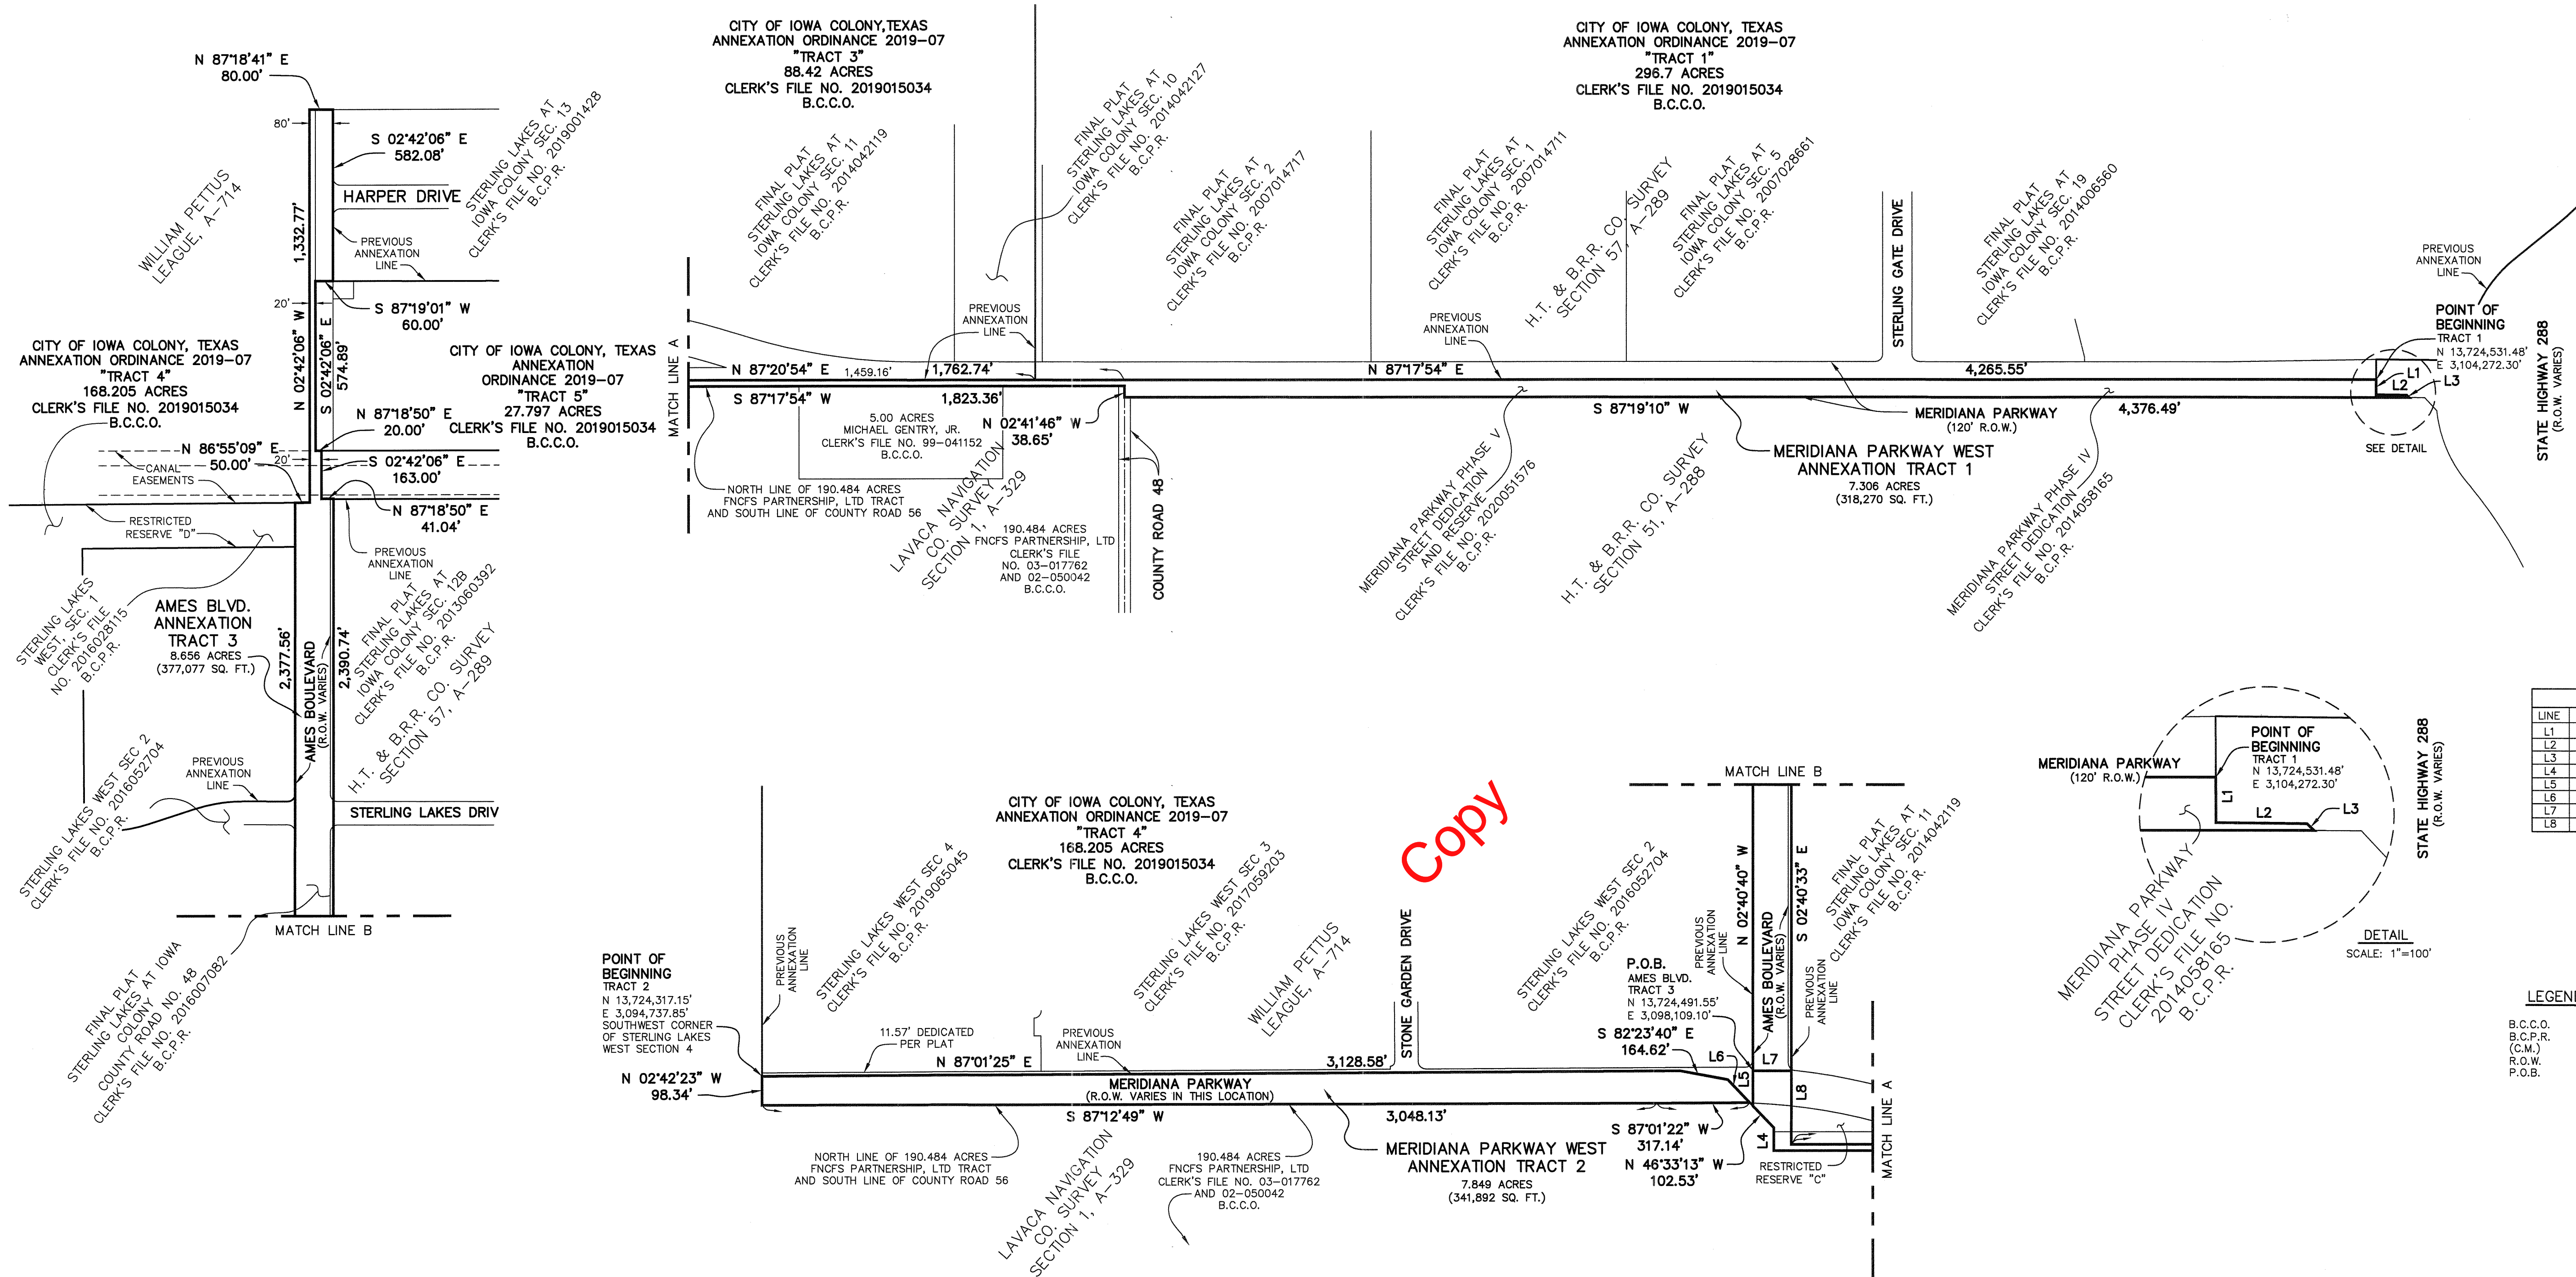 N 87°18'41" E
80.00'
80'
S 02°42'06" E
582.08'
HARPER DRIVE
STERLING LAKES AT
IOWA COLONY SEC. 13
CLERK'S FILE NO. 2019001428
B.C.P.R.
WILLIAM PETTUS
LEAGUE, A-714
1,332.77'
N 02°42'06" W
PREVIOUS
ANNEXATION
LINE
20'
S 87°19'01" W
60.00'
S 02°42'06" E
574.89'
CITY OF IOWA COLONY, TEXAS
ANNEXATION ORDINANCE 2019-07
"TRACT 4"
168.205 ACRES
CLERK'S FILE NO. 2019015034
B.C.C.O.
CITY OF IOWA COLONY, TEXAS
ANNEXATION
ORDINANCE 2019-07
"TRACT 5"
27.797 ACRES
CLERK'S FILE NO. 2019015034
B.C.C.O.
N 87°18'50" E
20.00'
N 86°55'09" E
50.00'
20'
CANAL
EASEMENTS
S 02°42'06" E
163.00'
N 87°18'50" E
41.04'
RESTRICTED
RESERVE "D"
PREVIOUS
ANNEXATION
LINE
STERLING LAKES
WEST, SEC. 1
CLERK'S FILE
NO. 2016028115
B.C.P.R.
AMES BLVD.
ANNEXATION
TRACT 3
8.656 ACRES
(377,077 SQ. FT.)
2,377.56'
AMES BOULEVARD
(R.O.W. VARIES)
2,390.74'
FINAL PLAT
STERLING LAKES AT
IOWA COLONY SEC. 12B
CLERK'S FILE NO. 2013060392
B.C.P.R.
H.T. & B.R.R. CO. SURVEY
SECTION 57, A-289
STERLING LAKES WEST SEC 2
CLERK'S FILE NO. 2016052704
B.C.P.R.
PREVIOUS
ANNEXATION
LINE
STERLING LAKES DRIV
MATCH LINE B
FINAL PLAT
STERLING LAKES AT IOWA
COLONY
COUNTY ROAD NO. 48
CLERK'S FILE NO. 2016007082
B.C.P.R.
CITY OF IOWA COLONY,TEXAS
ANNEXATION ORDINANCE 2019-07
"TRACT 3"
88.42 ACRES
CLERK'S FILE NO. 2019015034
B.C.C.O.
FINAL PLAT
STERLING LAKES AT
IOWA COLONY SEC. 11
CLERK'S FILE NO. 2014042119
B.C.P.R.
FINAL PLAT
STERLING LAKES AT
IOWA COLONY SEC. 10
CLERK'S FILE NO. 2014042127
B.C.P.R.
FINAL PLAT
STERLING LAKES AT
IOWA COLONY SEC. 2
CLERK'S FILE NO. 2007014717
B.C.P.R.
CITY OF IOWA COLONY, TEXAS
ANNEXATION ORDINANCE 2019-07
"TRACT 1"
296.7 ACRES
CLERK'S FILE NO. 2019015034
B.C.C.O.
FINAL PLAT
STERLING LAKES AT
IOWA COLONY SEC. 1
CLERK'S FILE NO. 2007014711
B.C.P.R.
H.T. & B.R.R. CO. SURVEY
SECTION 57, A-289
FINAL PLAT
STERLING LAKES AT
IOWA COLONY SEC. 5
CLERK'S FILE NO. 2007028661
B.C.P.R.
STERLING GATE DRIVE
FINAL PLAT
STERLING LAKES AT
IOWA COLONY SEC. 19
CLERK'S FILE NO. 2014006560
B.C.P.R.
PREVIOUS
ANNEXATION
LINE
POINT OF
BEGINNING
TRACT 1
N 13,724,531.48'
E 3,104,272.30'
L1
L2
L3
STATE HIGHWAY 288
(R.O.W. VARIES)
SEE DETAIL
MATCH LINE A
PREVIOUS
ANNEXATION
LINE
N 87°20'54" E
1,459.16'
1,762.74'
PREVIOUS
ANNEXATION
LINE
N 87°17'54" E
4,265.55'
S 87°17'54" W
1,823.36'
5.00 ACRES
MICHAEL GENTRY, JR.
CLERK'S FILE NO. 99-041152
B.C.C.O.
N 02°41'46" W
38.65'
S 87°19'10" W
MERIDIANA PARKWAY
(120' R.O.W.)
4,376.49'
MERIDIANA PARKWAY WEST
ANNEXATION TRACT 1
7.306 ACRES
(318,270 SQ. FT.)
NORTH LINE OF 190.484 ACRES
FNCFS PARTNERSHIP, LTD TRACT
AND SOUTH LINE OF COUNTY ROAD 56
LAVACA NAVIGATION
CO. SURVEY
SECTION 1, A-329
190.484 ACRES
FNCFS PARTNERSHIP, LTD
CLERK'S FILE
NO. 03-017762
AND 02-050042
B.C.C.O.
COUNTY ROAD 48
MERIDIANA PARKWAY PHASE V
STREET DEDICATION
AND RESERVE
CLERK'S FILE NO. 2020051576
B.C.P.R.
H.T. & B.R.R. CO. SURVEY
SECTION 51, A-288
MERIDIANA PARKWAY PHASE IV
STREET DEDICATION
CLERK'S FILE NO. 2014058165
B.C.P.R.
LINE
L1
L2
L3
L4
L5
L6
L7
L8
MERIDIANA PARKWAY
(120' R.O.W.)
POINT OF
BEGINNING
TRACT 1
N 13,724,531.48'
E 3,104,272.30'
L1
L2
L3
STATE HIGHWAY 288
(R.O.W. VARIES)
MERIDIANA PARKWAY
PHASE IV
STREET DEDICATION
CLERK'S FILE NO.
2014058165
B.C.P.R.
DETAIL
SCALE: 1"=100'
LEGEN
B.C.C.O.
B.C.P.R.
(C.M.)
R.O.W.
P.O.B.
CITY OF IOWA COLONY, TEXAS
ANNEXATION ORDINANCE 2019-07
"TRACT 4"
168.205 ACRES
CLERK'S FILE NO. 2019015034
B.C.C.O.
Copy
MATCH LINE B
POINT OF
BEGINNING
TRACT 2
N 13,724,317.15'
E 3,094,737.85'
SOUTHWEST CORNER
OF STERLING LAKES
WEST SECTION 4
PREVIOUS
ANNEXATION
LINE
STERLING LAKES WEST SEC 4
CLERK'S FILE NO. 2019065045
B.C.P.R.
STERLING LAKES WEST SEC 3
CLERK'S FILE NO. 2017059203
B.C.P.R.
WILLIAM PETTUS
LEAGUE, A-714
STONE GARDEN DRIVE
STERLING LAKES WEST SEC 2
CLERK'S FILE NO. 2016052704
B.C.P.R.
P.O.B.
AMES BLVD.
TRACT 3
N 13,724,491.55'
E 3,098,109.10'
PREVIOUS
ANNEXATION
LINE
N 02°40'40" W
AMES BOULEVARD
(R.O.W. VARIES)
S 02°40'33" E
PREVIOUS
ANNEXATION
LINE
FINAL PLAT
STERLING LAKES AT
IOWA COLONY SEC. 11
CLERK'S FILE NO. 2014042119
B.C.P.R.
11.57' DEDICATED
PER PLAT
PREVIOUS
ANNEXATION
LINE
N 87°01'25" E
3,128.58'
S 82°23'40" E
164.62'
L6
L5
L7
L8
L4
N 02°42'23" W
98.34'
MERIDIANA PARKWAY
(R.O.W. VARIES IN THIS LOCATION)
S 87°12'49" W
3,048.13'
S 87°01'22" W
317.14'
N 46°33'13" W
102.53'
RESTRICTED
RESERVE "C"
MATCH LINE A
NORTH LINE OF 190.484 ACRES
FNCFS PARTNERSHIP, LTD TRACT
AND SOUTH LINE OF COUNTY ROAD 56
LAVACA NAVIGATION
CO. SURVEY
SECTION 1, A-329
190.484 ACRES
FNCFS PARTNERSHIP, LTD
CLERK'S FILE NO. 03-017762
AND 02-050042
B.C.C.O.
MERIDIANA PARKWAY WEST
ANNEXATION TRACT 2
7.849 ACRES
(341,892 SQ. FT.)